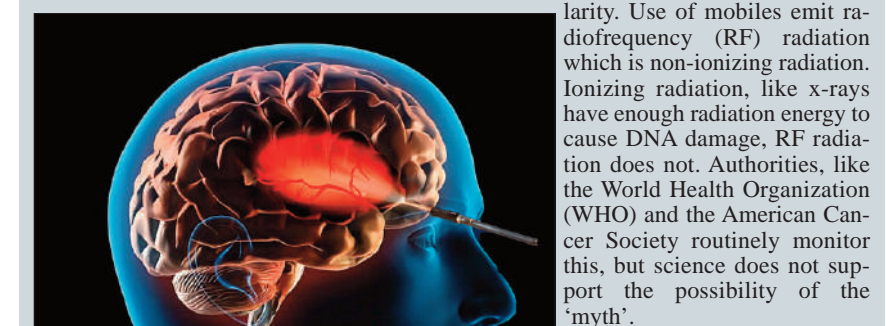 larity. Use of mobiles emit ra-
diofrequency (RF) radiation
which is non-ionizing radiation.
Ionizing radiation, like x-rays
have enough radiation energy to
cause DNA damage, RF radia-
tion does not. Authorities, like
the World Health Organization
(WHO) and the American Can-
cer Society routinely monitor
this, but science does not sup-
port the possibility of the
‘myth’.